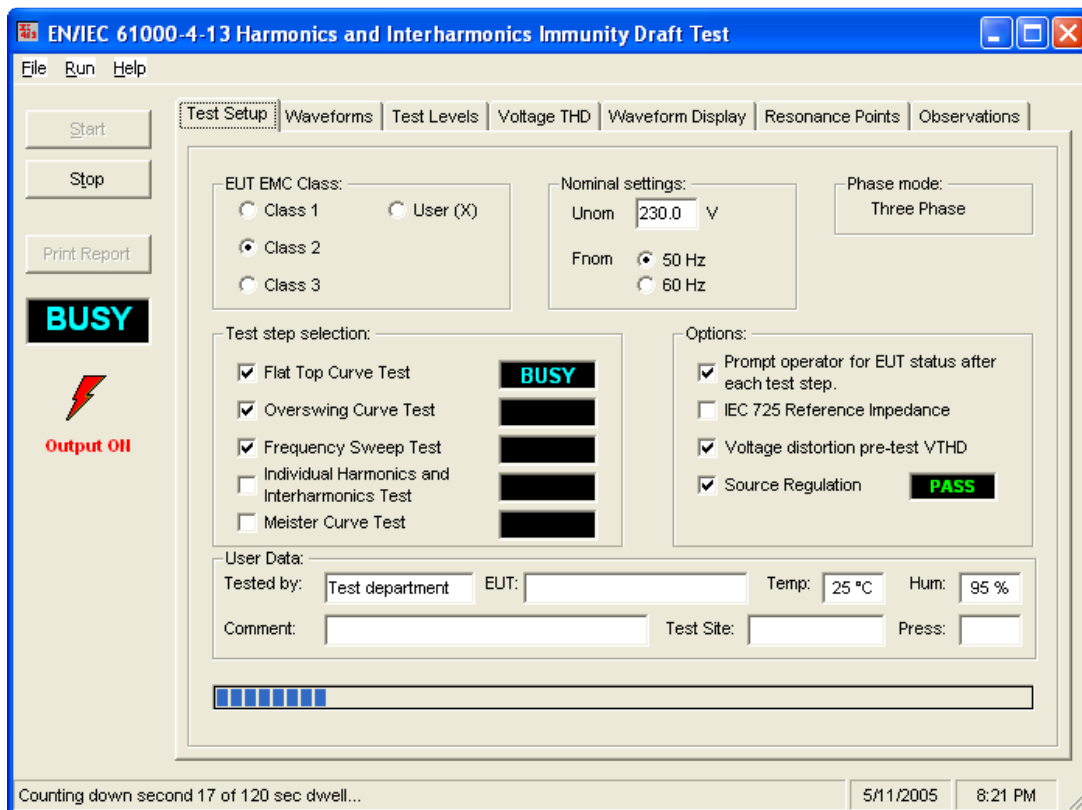 EN/IEC 61000-4-13 Harmonics and Interharmonics Immunity Draft Test
File Run Help
Start
Stop
Print Report
BUSY
Output ON
Test Setup Waveforms Test Levels Voltage THD Waveform Display Resonance Points Observations
EUT EMC Class:
Class 1 User (X)
Class 2
Class 3
Nominal settings:
Unom 230.0 V
Fnom 50 Hz
60 Hz
Phase mode:
Three Phase
Test step selection:
Flat Top Curve Test BUSY
Overswing Curve Test
Frequency Sweep Test
Individual Harmonics and
Interharmonics Test
Meister Curve Test
Options:
Prompt operator for EUT status after
each test step.
IEC 725 Reference Impedance
Voltage distortion pre-test VTHD
Source Regulation PASS
User Data:
Tested by: Test department EUT: Temp: 25 °C Hum: 95 %
Comment: Test Site: Press:
Counting down second 17 of 120 sec dwell... 5/11/2005 8:21 PM